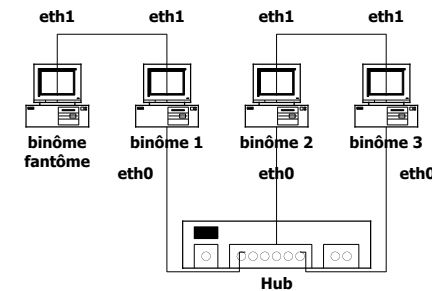 eth1 eth1 eth1 eth1
binôme fantôme
binôme 1
binôme 2
binôme 3
eth0 eth0 eth0
Hub